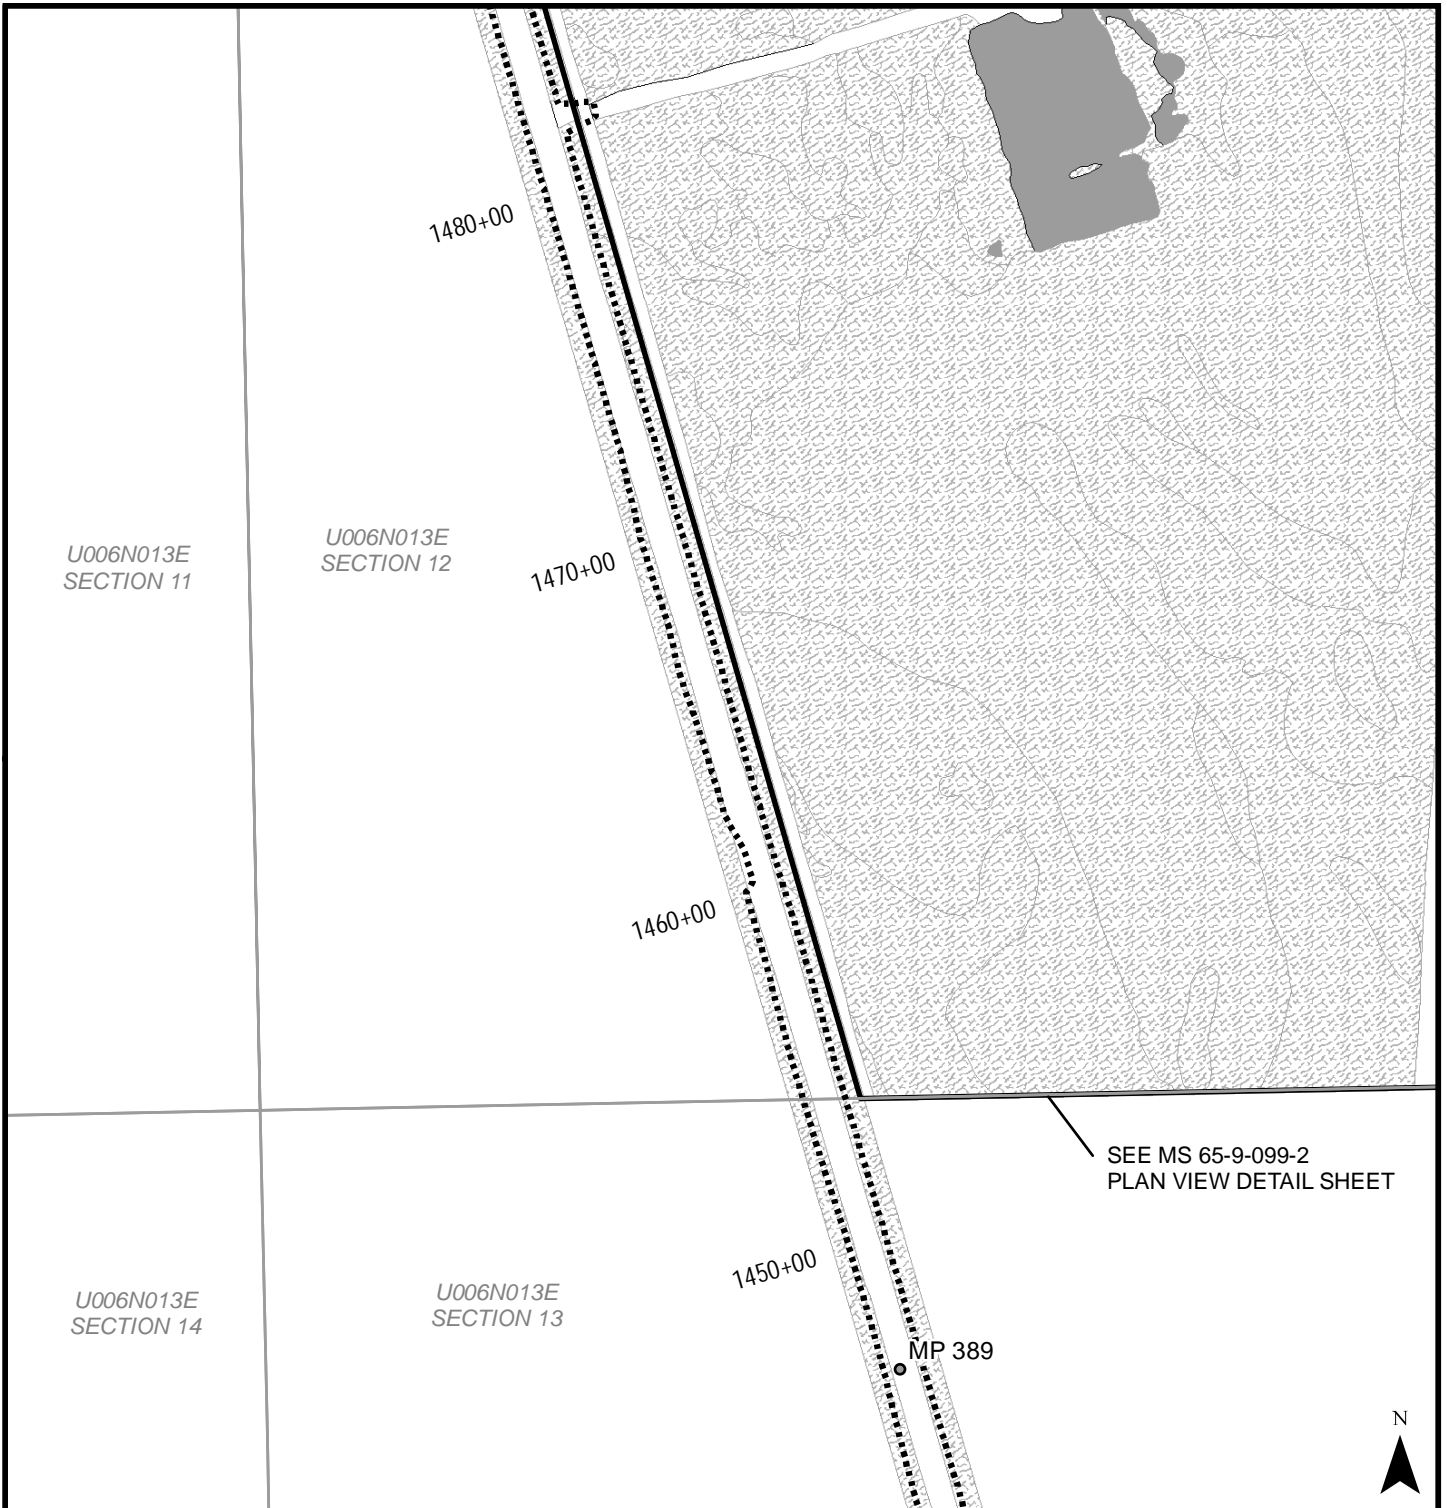 1480+00
U006N013E
SECTION 11
U006N013E
SECTION 12
1470+00
1460+00
SEE MS 65-9-099-2
PLAN VIEW DETAIL SHEET
1450+00
U006N013E
SECTION 14
U006N013E
SECTION 13
MP 389
N